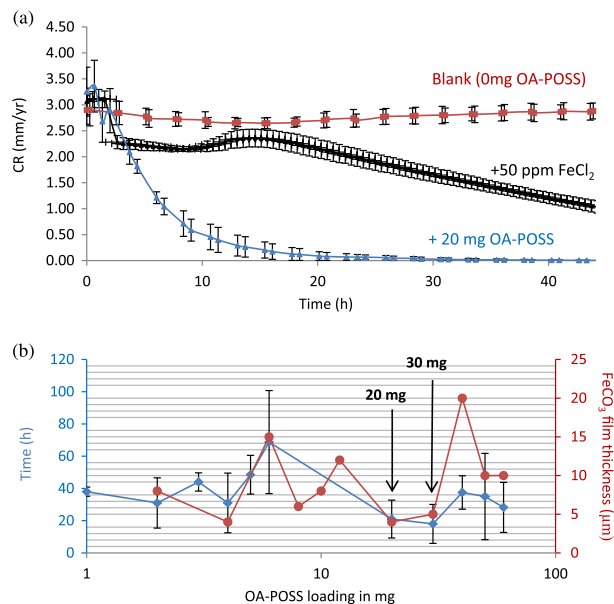 (a)
4.50
4.00
3.50
3.00
2.50
2.00
1.50
1.00
0.50
0.00
CR (mm/yr)
Blank (0mg OA-POSS)
+50 ppm FeCl₂
+ 20 mg OA-POSS
0 10 20 30 40
Time (h)
(b)
120
100
80
60
40
20
0
Time (h)
30 mg
20 mg
25
20
15
10
5
0
FeCO₃ film thickness (µm)
1 10 100
OA-POSS loading in mg